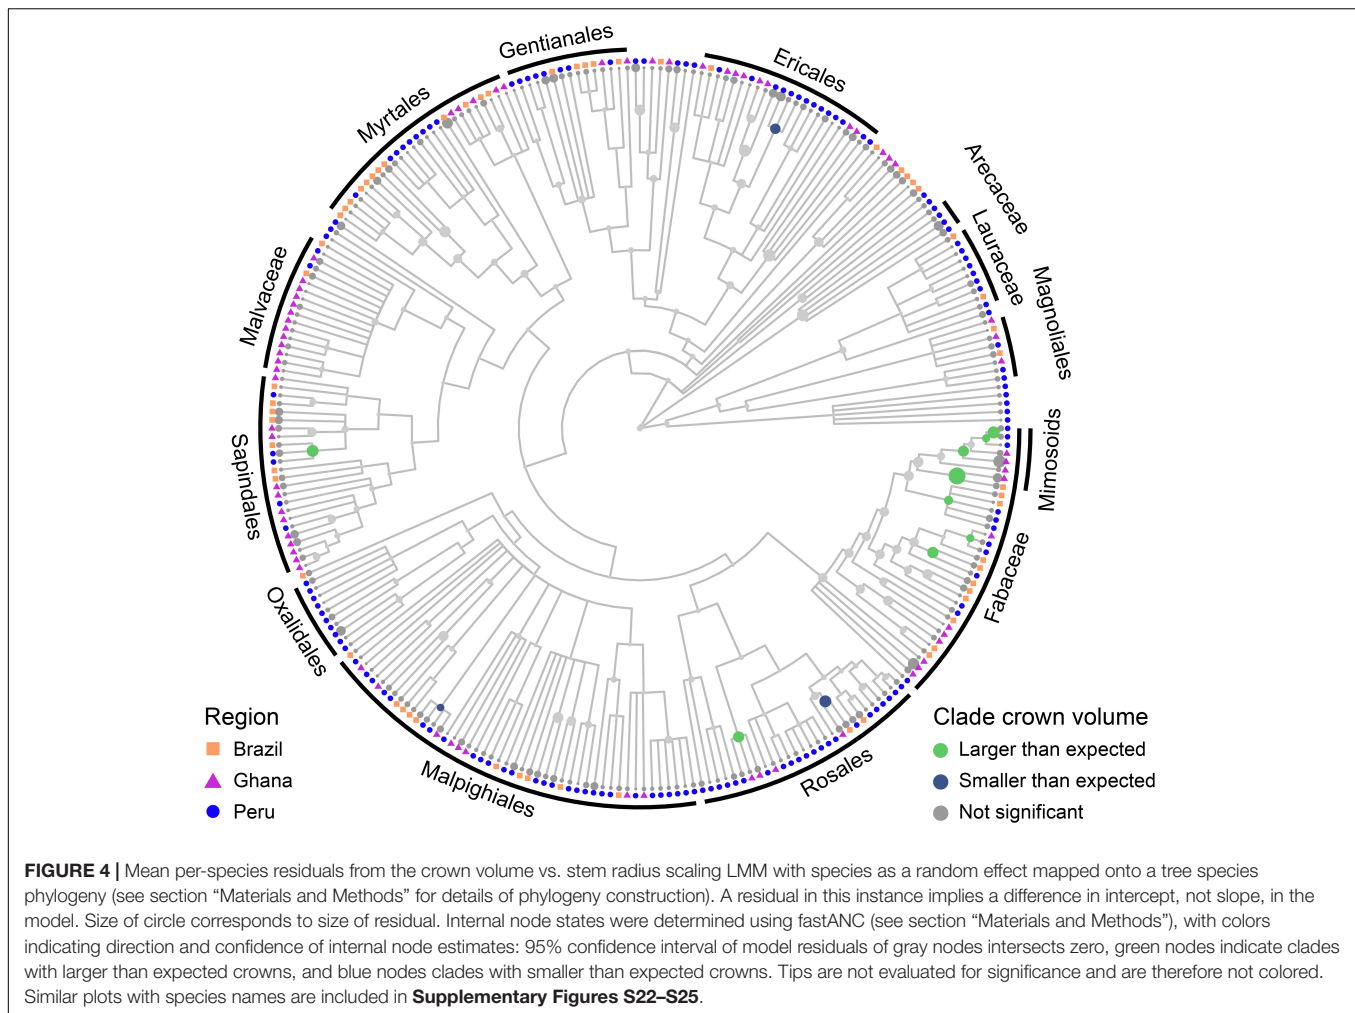 Gentianales
Ericales
Myrtales
Arecaceae
Lauraceae
Magnoliales
Malvaceae
Mimosoids
Sapindales
Fabaceae
Oxalidales
Malpighiales
Rosales
Region
Brazil
Ghana
Peru
Clade crown volume
Larger than expected
Smaller than expected
Not significant
FIGURE 4 | Mean per-species residuals from the crown volume vs. stem radius scaling LMM with species as a random effect mapped onto a tree species
phylogeny (see section “Materials and Methods” for details of phylogeny construction). A residual in this instance implies a difference in intercept, not slope, in the
model. Size of circle corresponds to size of residual. Internal node states were determined using fastANC (see section “Materials and Methods”), with colors
indicating direction and confidence of internal node estimates: 95% confidence interval of model residuals of gray nodes intersects zero, green nodes indicate clades
with larger than expected crowns, and blue nodes clades with smaller than expected crowns. Tips are not evaluated for significance and are therefore not colored.
Similar plots with species names are included in Supplementary Figures S22–S25.